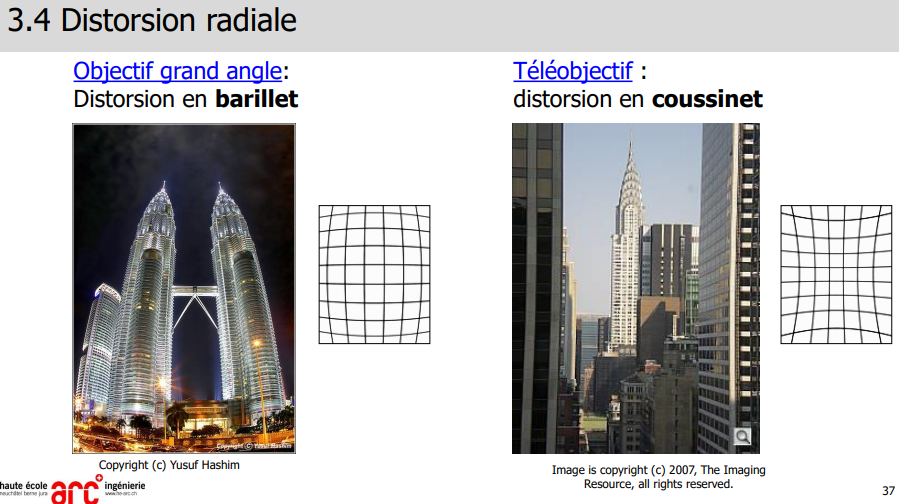 3.4 Distorsion radiale
Objectif grand angle:
Distorsion en barillet
Téléobjectif :
distorsion en coussinet
Copyright (C) Yusuf Hashim
Copyright (c) Yusuf Hashim
Image is copyright (c) 2007, The Imaging
Resource, all rights reserved.
haute école
neuchâtel berne jura
arc
ingénierie
www.he-arc.ch
37